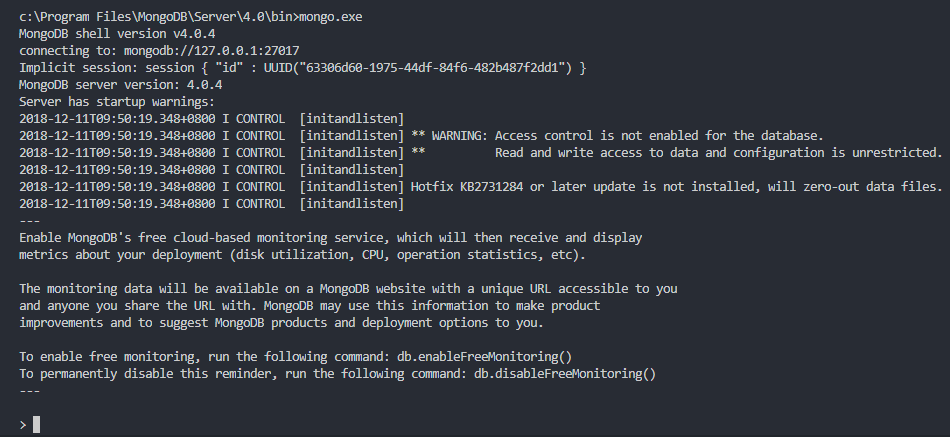 c:\Program Files\MongoDB\Server\4.0\bin>mongo.exe
MongoDB shell version v4.0.4
connecting to: mongodb://127.0.0.1:27017
Implicit session: session { "id" : UUID("63306d60-1975-44df-84f6-482b487f2dd1") }
MongoDB server version: 4.0.4
Server has startup warnings:
2018-12-11T09:50:19.348+0800 I CONTROL  [initandlisten]
2018-12-11T09:50:19.348+0800 I CONTROL  [initandlisten] ** WARNING: Access control is not enabled for the database.
2018-12-11T09:50:19.348+0800 I CONTROL  [initandlisten] **          Read and write access to data and configuration is unrestricted.
2018-12-11T09:50:19.348+0800 I CONTROL  [initandlisten]
2018-12-11T09:50:19.348+0800 I CONTROL  [initandlisten] Hotfix KB2731284 or later update is not installed, will zero-out data files.
2018-12-11T09:50:19.348+0800 I CONTROL  [initandlisten]
---
Enable MongoDB's free cloud-based monitoring service, which will then receive and display
metrics about your deployment (disk utilization, CPU, operation statistics, etc).

The monitoring data will be available on a MongoDB website with a unique URL accessible to you
and anyone you share the URL with. MongoDB may use this information to make product
improvements and to suggest MongoDB products and deployment options to you.

To enable free monitoring, run the following command: db.enableFreeMonitoring()
To permanently disable this reminder, run the following command: db.disableFreeMonitoring()
---

>